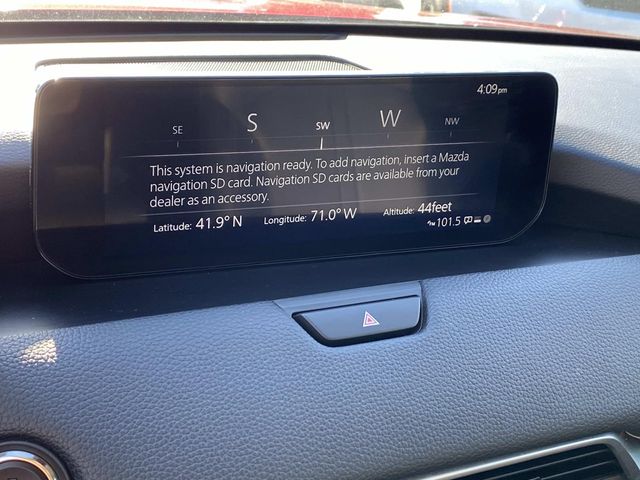 4:09pm
SE S SW W NW
This system is navigation ready. To add navigation, insert a Mazda
navigation SD card. Navigation SD cards are available from your
dealer as an accessory.
Latitude: 41.9° N Longitude: 71.0° W Altitude: 44feet
FM 101.5